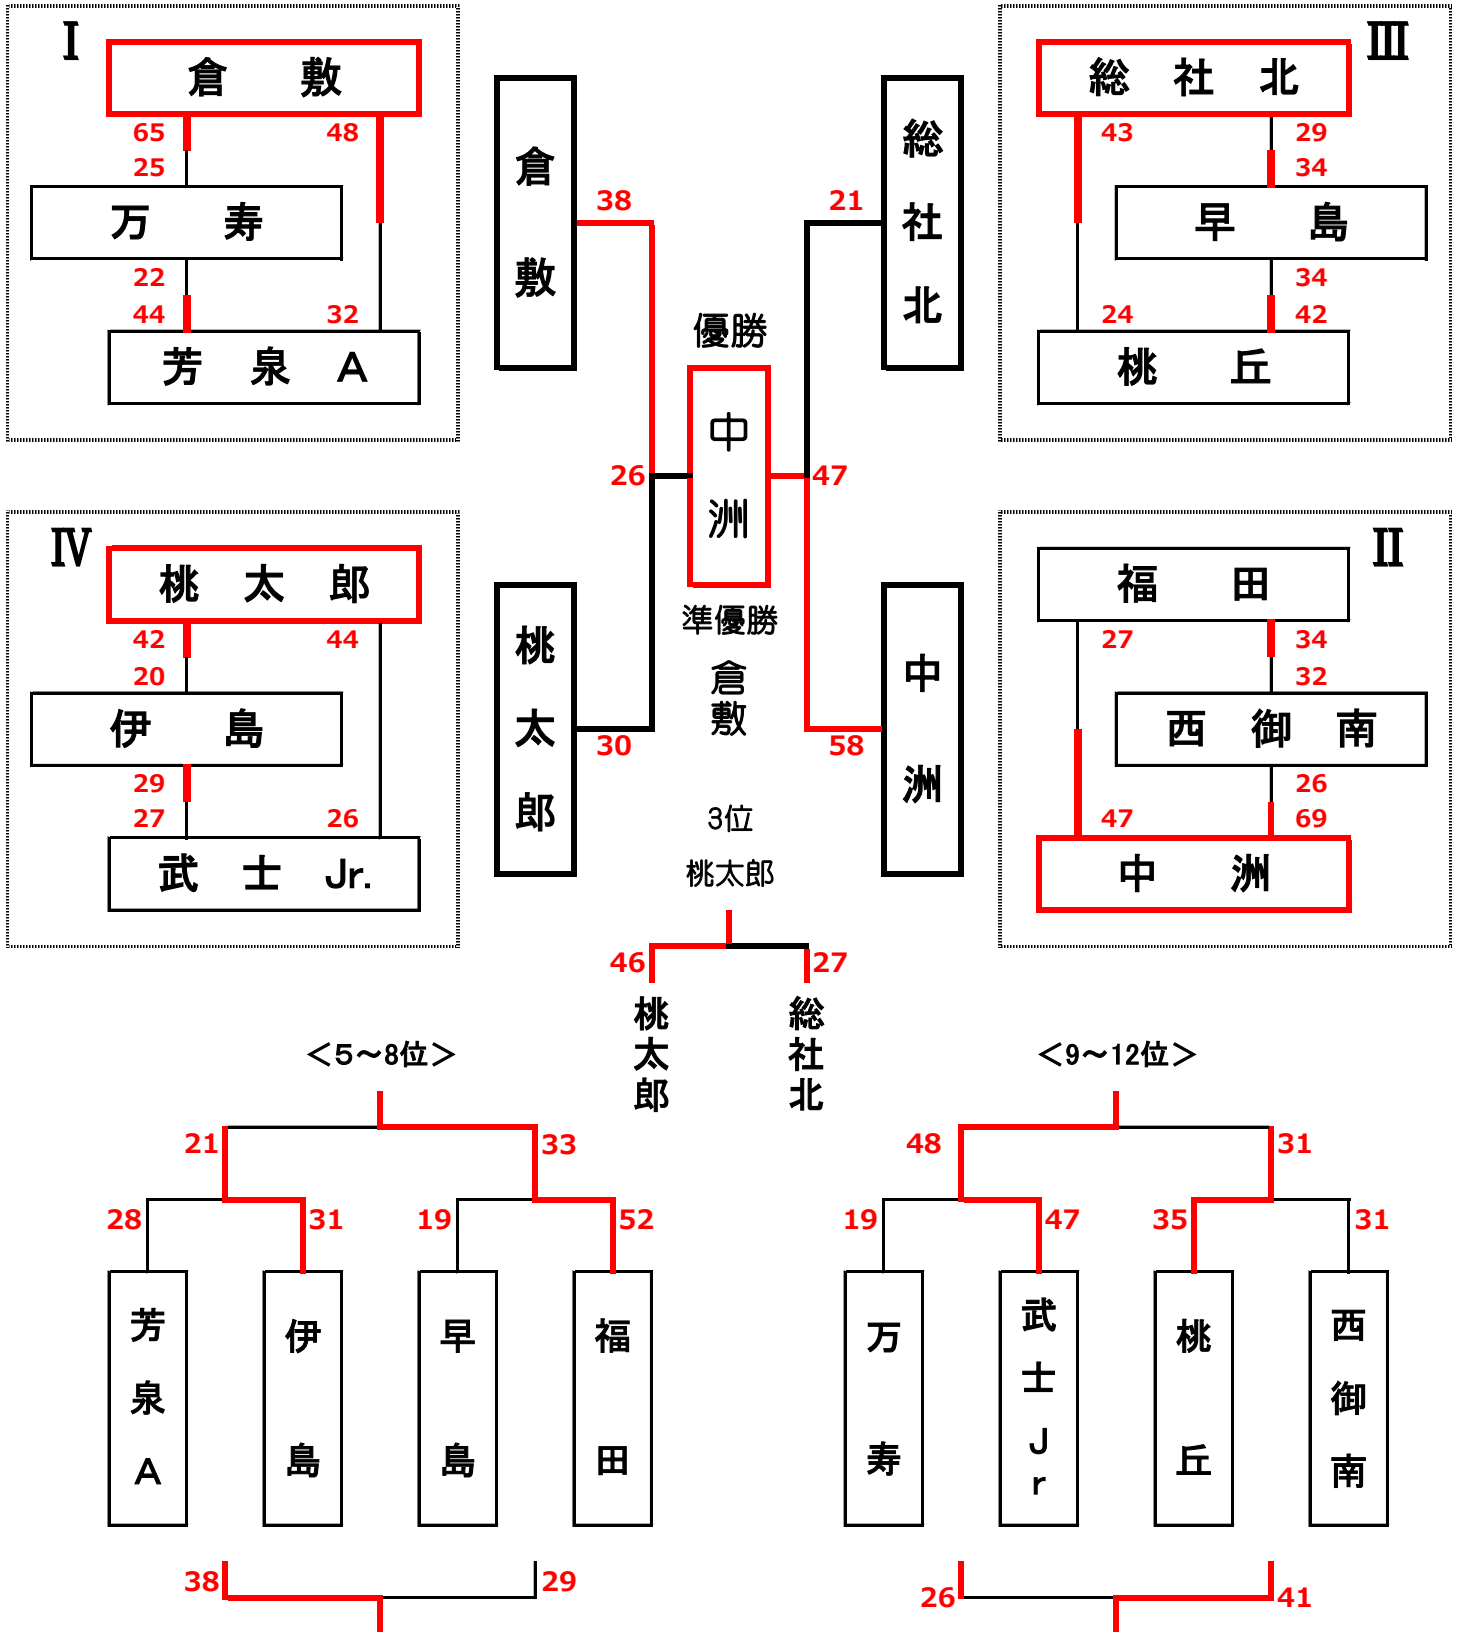 Ⅰ
倉 敷
65 48
25
万 寿
22
44 32
芳 泉 A
Ⅳ
桃 太 郎
42 44
20
伊 島
29
27 26
武 士 Jr.
倉敷
38
26
桃太郎
30
優勝
中洲
準優勝
倉敷
3位
桃太郎
46 27
桃太郎
総社北
総社北
21
47
中洲
58
Ⅲ
総 社 北
43 29
34
早 島
34
24 42
桃 丘
Ⅱ
福 田
27 34
32
西 御 南
26
47 69
中 洲
＜5～8位＞
21 33
28 31 19 52
芳泉A
伊島
早島
福田
38 29
＜9～12位＞
48 31
19 47 35 31
万寿
武士Jr
桃丘
西御南
26 41